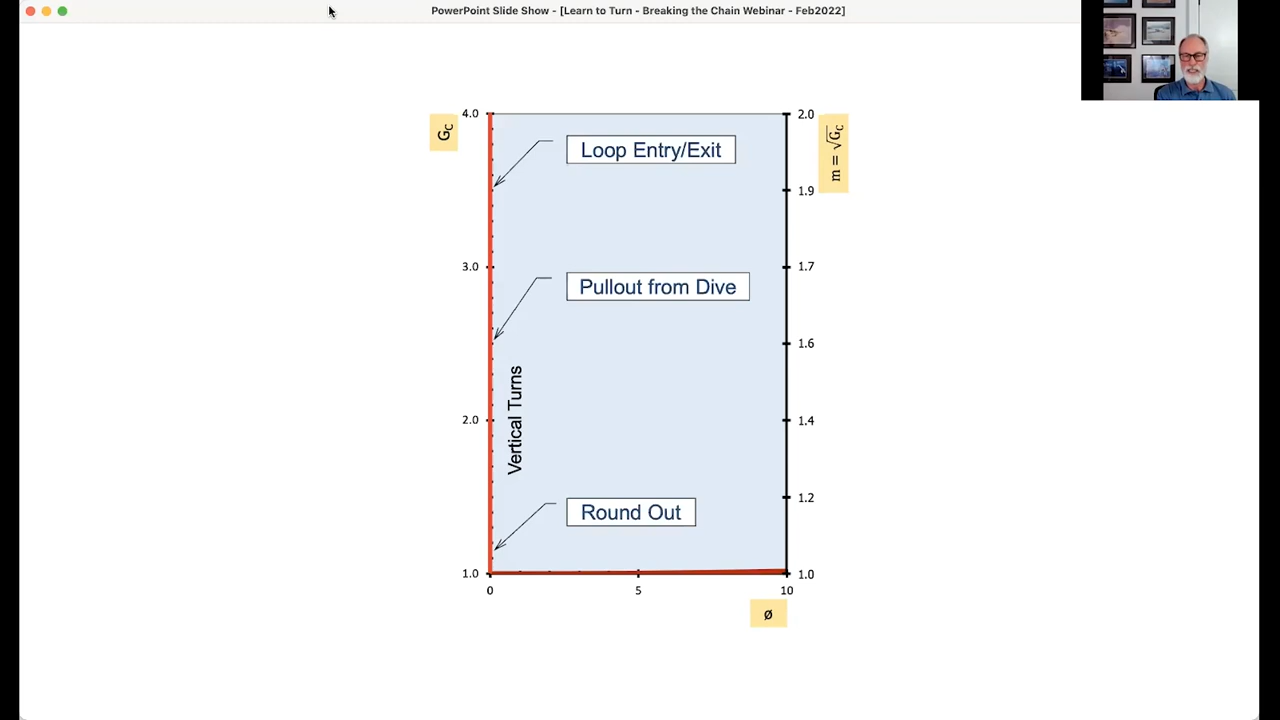 PowerPoint Slide Show - [Learn to Turn - Breaking the Chain Webinar - Feb2022]
4.0
2.0
G_C
m = √G_C
Loop Entry/Exit
1.9
3.0
1.7
Pullout from Dive
1.6
Vertical Turns
2.0
1.4
1.2
Round Out
1.0
1.0
0
5
10
ø